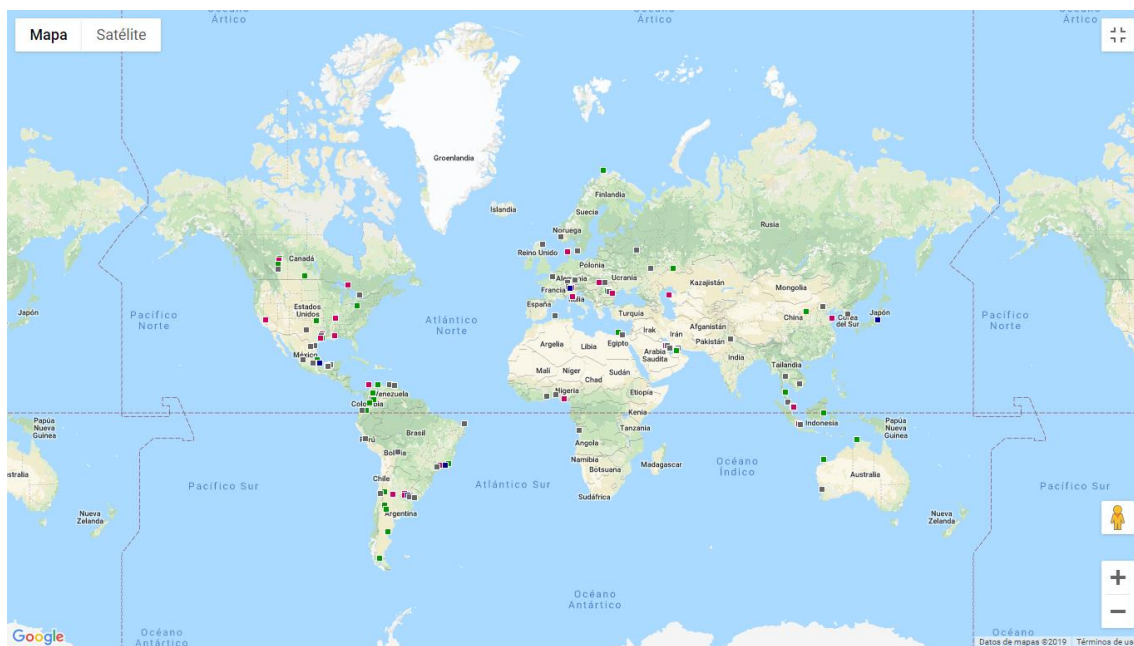 Océano
Ártico
Océano
Ártico
Océano
Ártico
Mapa
Satélite
Groenlandia
Islandia
Finlandia
Suecia
Noruega
Rusia
Reino Unido
Canadá
Polonia
Ucrania
Francia
Italia
Kazajistán
Mongolia
España
Estados
Unidos
Turquía
Japón
Pacífico
Norte
Atlántico
Norte
China
Corea
del Sur
Japón
Pacífico
Norte
Irak
Irán
Afganistán
Pakistán
Argelia
Libia
Egipto
Arabia
Saudita
India
México
Malí
Níger
Chad
Sudán
Tailandia
Venezuela
Colombia
Nigeria
Etiopía
Kenia
Tanzania
Indonesia
Papúa
Nueva
Guinea
Papúa
Nueva
Guinea
Perú
Brasil
Bolivia
Angola
Namibia
Botsuana
Madagascar
Océano
Índico
stralia
Pacífico Sur
Chile
Atlántico Sur
Sudáfrica
Australia
Pacífico Sur
Argentina
Nueva
Zelanda
Nueva
Zelanda
Océano
Antártico
Océano
Antártico
Océano
Google
Datos de mapas ©2019
Términos de us